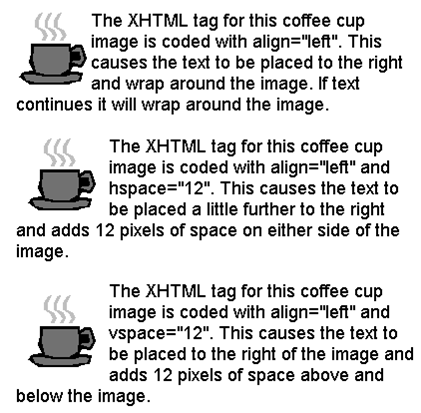 The XHTML tag for this coffee cup
image is coded with align="left". This
causes the text to be placed to the right
and wrap around the image. If text
continues it will wrap around the image.
The XHTML tag for this coffee cup
image is coded with align="left" and
hspace="12". This causes the text to
be placed a little further to the right
and adds 12 pixels of space on either side of the
image.
The XHTML tag for this coffee cup
image is coded with align="left" and
vspace="12". This causes the text to
be placed to the right of the image and
adds 12 pixels of space above and
below the image.